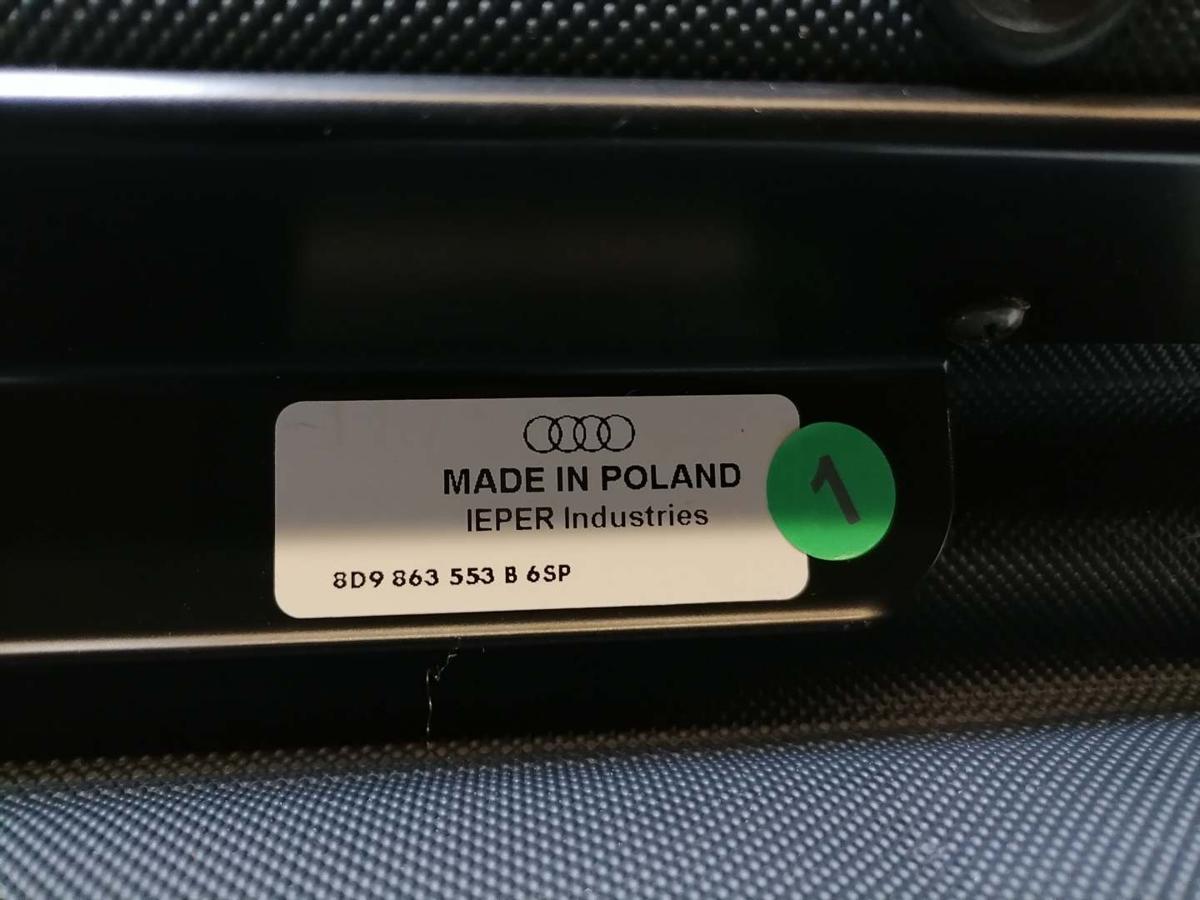 MADE IN POLAND
IEPER Industries
8D9 863 553 B 6SP
1